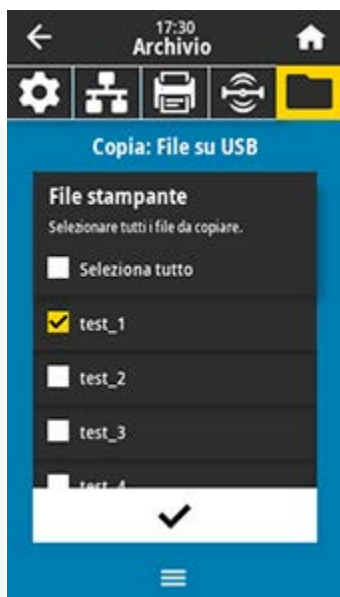 17:30
Archivio
Copia: File su USB
File stampante
Selezionare tutti i file da copiare.
Seleziona tutto
test_1
test_2
test_3
test_4